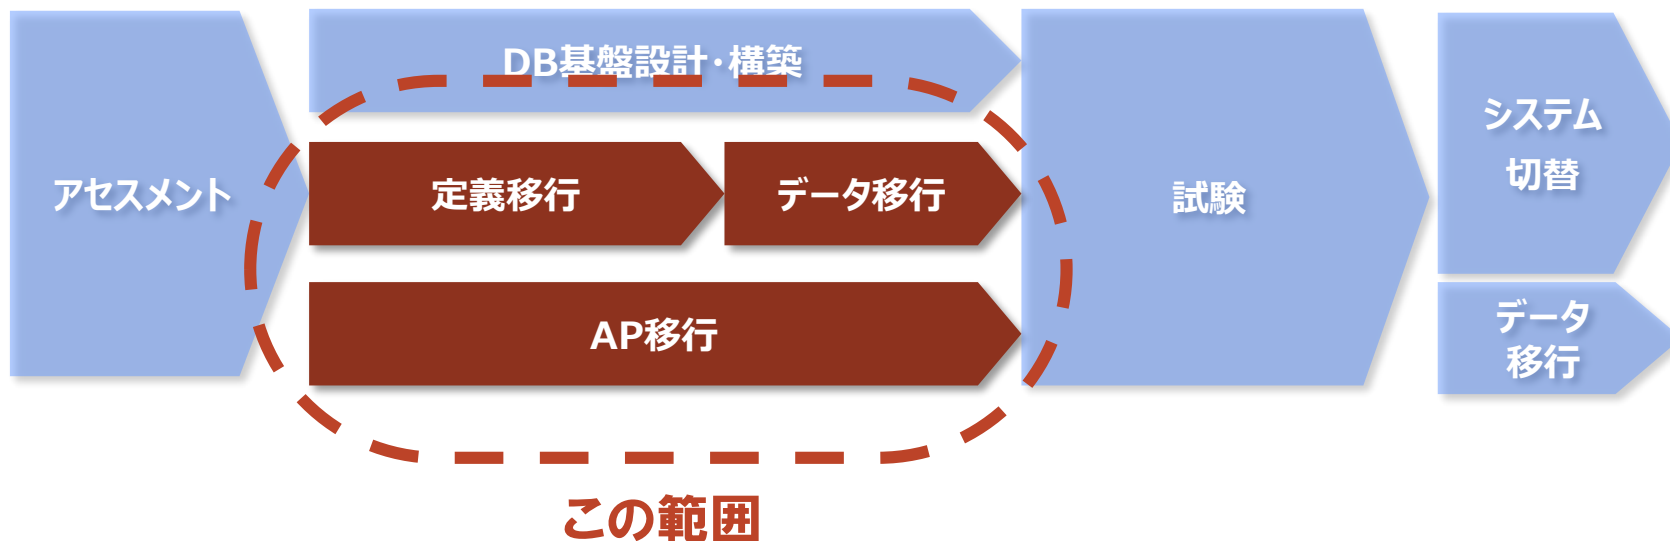 アセスメント
DB基盤設計・構築
定義移行
データ移行
AP移行
試験
システム
切替
データ
移行
この範囲